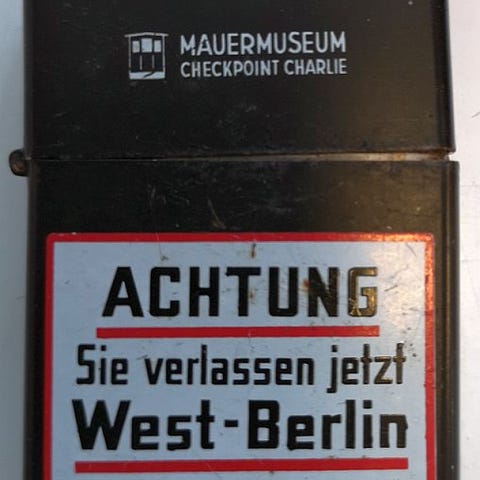 MAUERMUSEUM
CHECKPOINT CHARLIE
ACHTUNG
Sie verlassen jetzt
West-Berlin